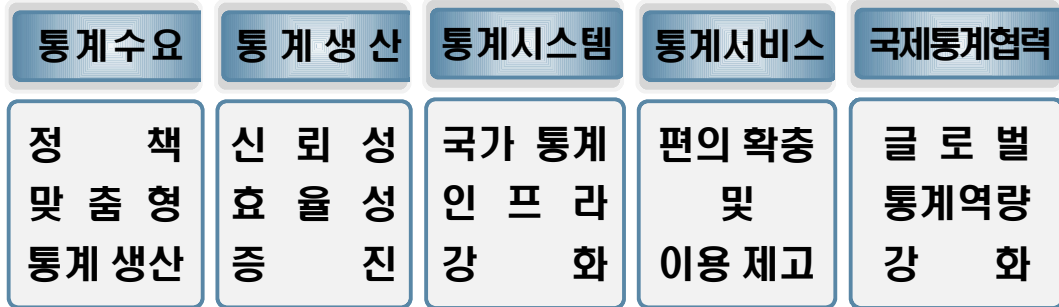 통계수요
통계생산
통계시스템
통계서비스
국제통계협력
정책
맞춤형
통계 생산
신뢰성
효율성
증진
국가 통계
인프라
강화
편의 확충
및
이용 제고
글로벌
통계역량
강화